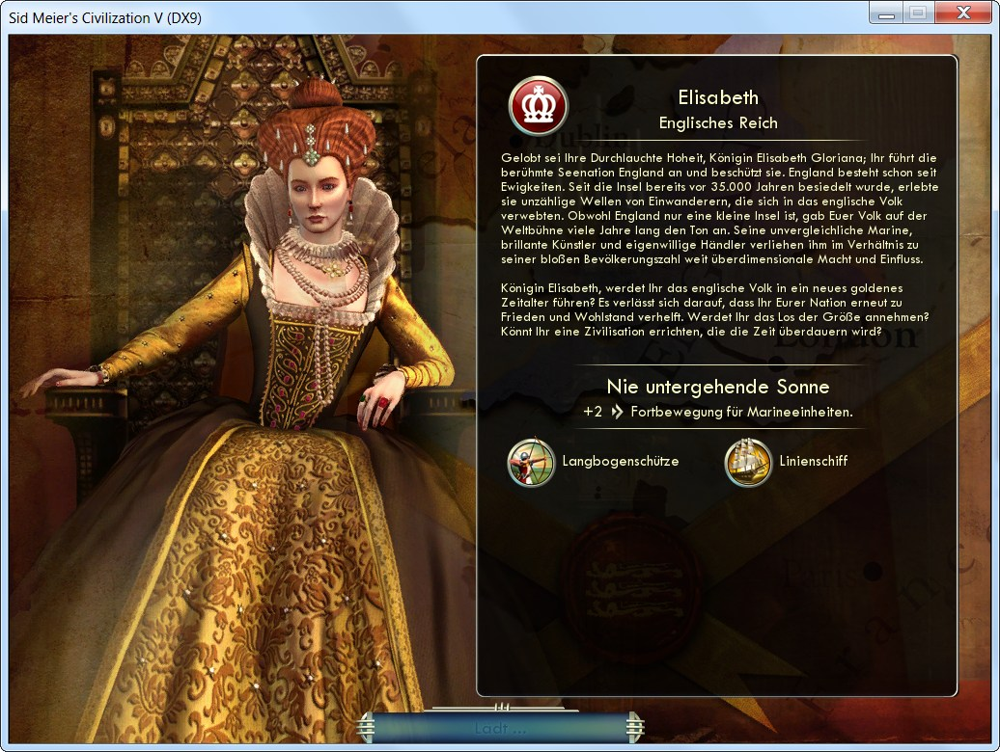 Sid Meier's Civilization V (DX9)
Elisabeth
Englisches Reich
Gelobt sei Ihre Durchlauchte Hoheit, Königin Elisabeth Gloriana; Ihr führt die
berühmte Seenation England an und beschützt sie. England besteht schon seit
Ewigkeiten. Seit die Insel bereits vor 35.000 Jahren besiedelt wurde, erlebte
sie unzählige Wellen von Einwanderern, die sich in das englische Volk
verwebten. Obwohl England nur eine kleine Insel ist, gab Euer Volk auf der
Weltbühne viele Jahre lang den Ton an. Seine unvergleichliche Marine,
brillante Künstler und eigenwillige Händler verliehen ihm im Verhältnis zu
seiner bloßen Bevölkerungszahl weit überdimensionale Macht und Einfluss.
Königin Elisabeth, werdet Ihr das englische Volk in ein neues goldenes
Zeitalter führen? Es verlässt sich darauf, dass Ihr Eurer Nation erneut zu
Frieden und Wohlstand verhelft. Werdet Ihr das Los der Größe annehmen?
Könnt Ihr eine Zivilisation errichten, die die Zeit überdauern wird?
Nie untergehende Sonne
+2 Fortbewegung für Marineeinheiten.
Langbogenschütze
Linienschiff
Dublin
London
Paris
Lädt ...